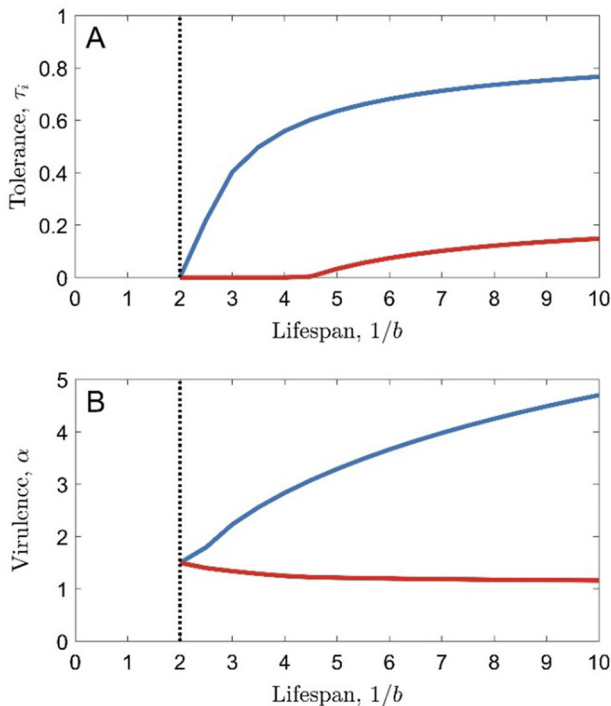 A
1
0.8
0.6
0.4
0.2
0
Tolerance, τi
0 1 2 3 4 5 6 7 8 9 10
Lifespan, 1/b
B
5
4
3
2
1
0
Virulence, α
0 1 2 3 4 5 6 7 8 9 10
Lifespan, 1/b